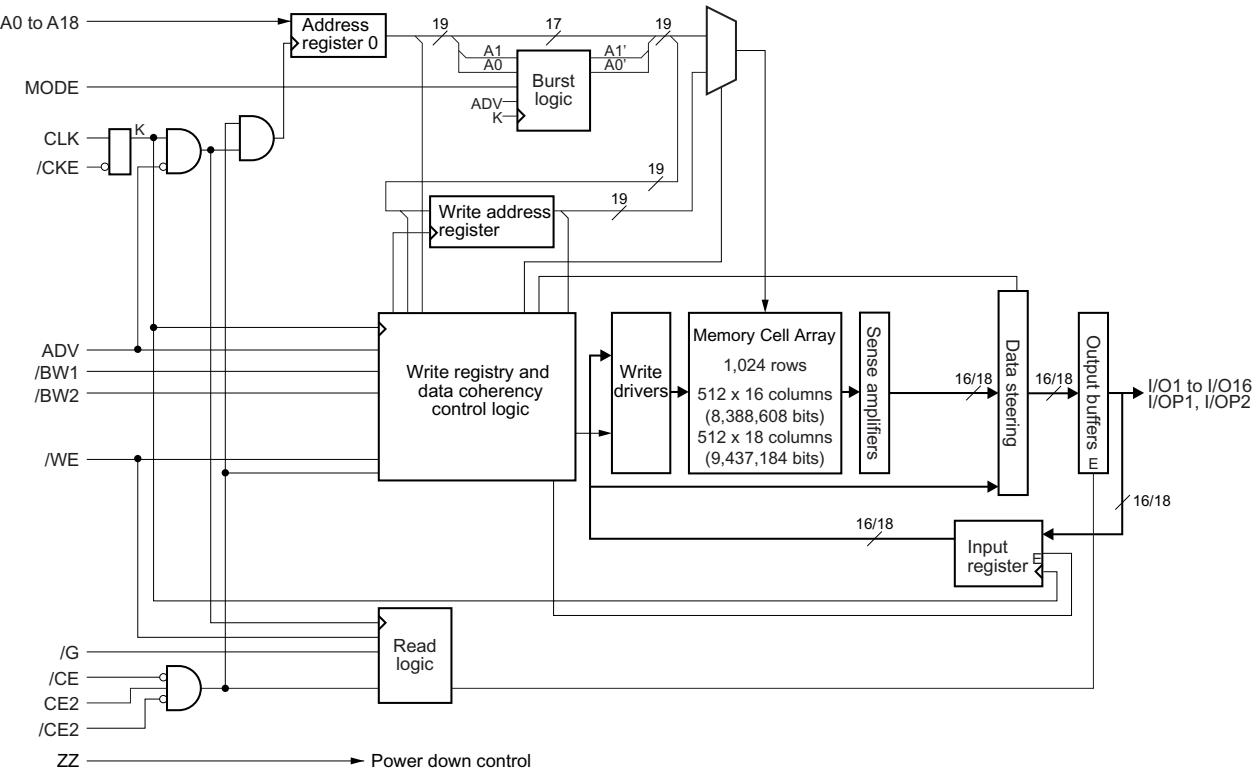 A0 to A18
Address
register 0
19
17
19
A1
A0
A1'
A0'
Burst
logic
MODE
ADV
K
CLK
K
/CKE
19
19
Write address
register
ADV
/BW1
/BW2
/WE
Write registry and
data coherency
control logic
Write
drivers
Memory Cell Array
1,024 rows
512 x 16 columns
(8,388,608 bits)
512 x 18 columns
(9,437,184 bits)
Sense amplifiers
16/18
Data steering
16/18
Output buffers
E
I/O1 to I/O16
I/OP1, I/OP2
16/18
16/18
Input
register
E
Read
logic
/G
/CE
CE2
/CE2
ZZ
Power down control